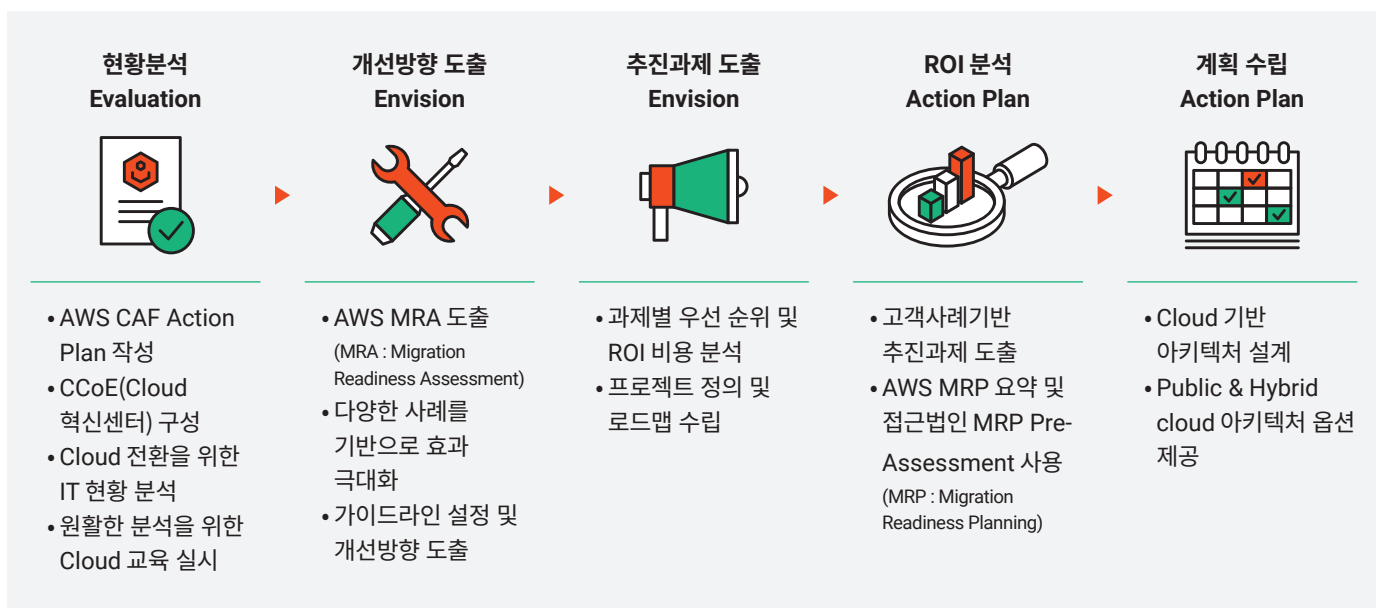 현황분석
Evaluation
• AWS CAF Action
Plan 작성
• CCoE(Cloud
혁신센터) 구성
• Cloud 전환을 위한
IT 현황 분석
• 원활한 분석을 위한
Cloud 교육 실시
개선방향 도출
Envision
• AWS MRA 도출
(MRA : Migration
Readiness Assessment)
• 다양한 사례를
기반으로 효과
극대화
• 가이드라인 설정 및
개선방향 도출
추진과제 도출
Envision
• 과제별 우선 순위 및
ROI 비용 분석
• 프로젝트 정의 및
로드맵 수립
ROI 분석
Action Plan
• 고객사례기반
추진과제 도출
• AWS MRP 요약 및
접근법인 MRP Pre-
Assessment 사용
(MRP : Migration
Readiness Planning)
계획 수립
Action Plan
• Cloud 기반
아키텍처 설계
• Public & Hybrid
cloud 아키텍처 옵션
제공